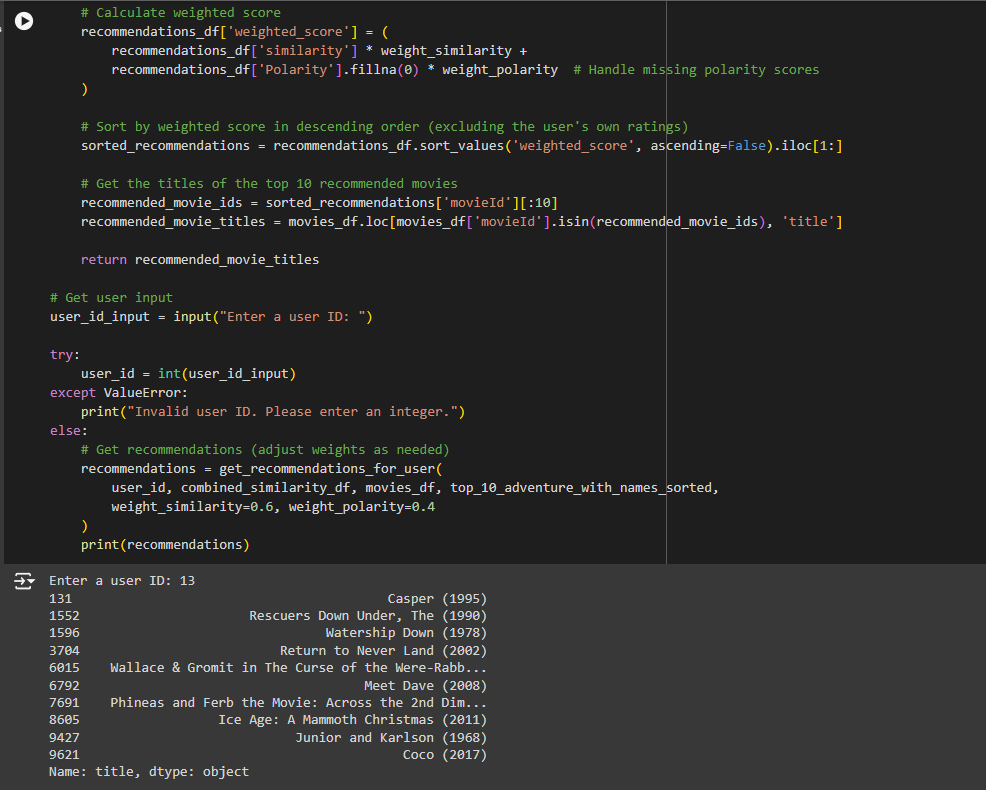 # Calculate weighted score
    recommendations_df['weighted_score'] = (
        recommendations_df['similarity'] * weight_similarity +
        recommendations_df['Polarity'].fillna(0) * weight_polarity  # Handle missing polarity scores
    )
    # Sort by weighted score in descending order (excluding the user's own ratings)
    sorted_recommendations = recommendations_df.sort_values('weighted_score', ascending=False).iloc[1:]
    # Get the titles of the top 10 recommended movies
    recommended_movie_ids = sorted_recommendations['movieId'][:10]
    recommended_movie_titles = movies_df.loc[movies_df['movieId'].isin(recommended_movie_ids), 'title']
    return recommended_movie_titles
# Get user input
user_id_input = input("Enter a user ID: ")
try:
    user_id = int(user_id_input)
except ValueError:
    print("Invalid user ID. Please enter an integer.")
else:
    # Get recommendations (adjust weights as needed)
    recommendations = get_recommendations_for_user(
        user_id, combined_similarity_df, movies_df, top_10_adventure_with_names_sorted,
        weight_similarity=0.6, weight_polarity=0.4
    )
    print(recommendations)
Enter a user ID: 13
131                                         Casper (1995)
1552                      Rescuers Down Under, The (1990)
1596                                Watership Down (1978)
3704                          Return to Never Land (2002)
6015    Wallace & Gromit in The Curse of the Were-Rabb...
6792                                     Meet Dave (2008)
7691    Phineas and Ferb the Movie: Across the 2nd Dim...
8605                  Ice Age: A Mammoth Christmas (2011)
9427                            Junior and Karlson (1968)
9621                                          Coco (2017)
Name: title, dtype: object